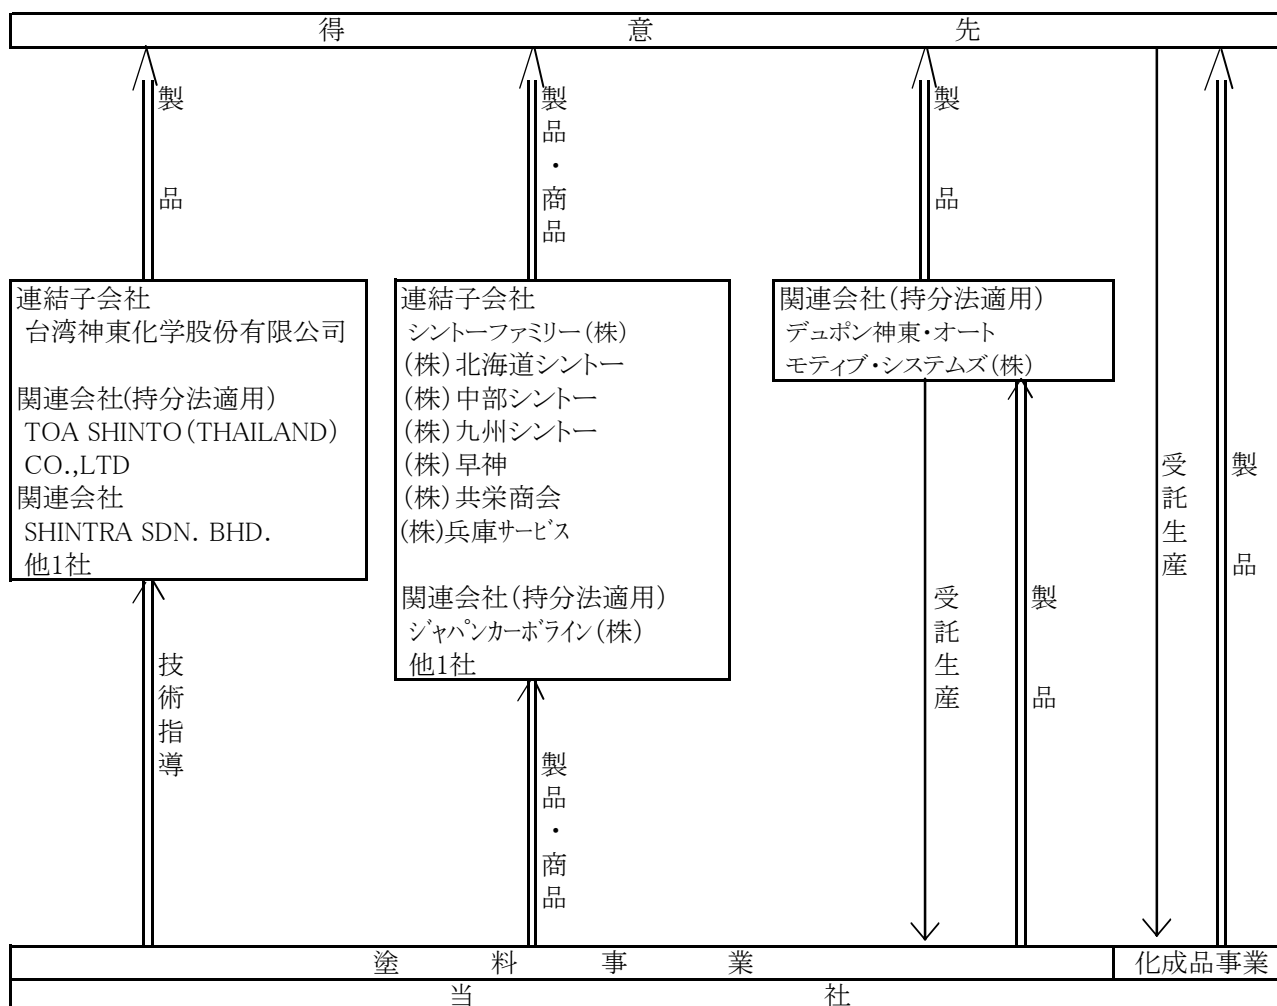 得意先
製品
製品・商品
製品
連結子会社
台湾神東化学股份有限公司
関連会社(持分法適用)
TOA SHINTO(THAILAND)
CO.,LTD
関連会社
SHINTRA SDN. BHD.
他1社
連結子会社
シントーファミリー(株)
(株)北海道シントー
(株)中部シントー
(株)九州シントー
(株)早神
(株)共栄商会
(株)兵庫サービス
関連会社(持分法適用)
ジャパンカーボライン(株)
他1社
関連会社(持分法適用)
デュポン神東・オート
モティブ・システムズ(株)
受託生産
製品
技術指導
製品・商品
受託生産
製品
塗料事業
化成品事業
当社